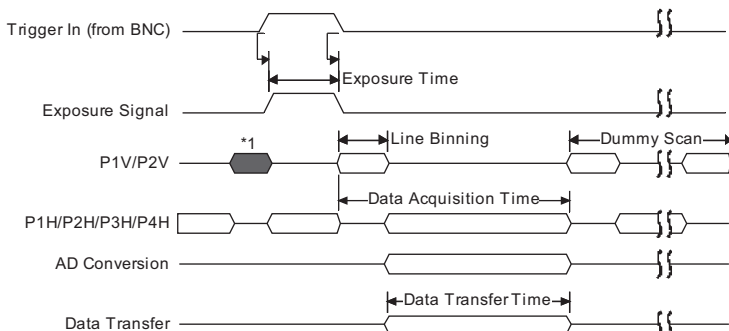 Trigger In (from BNC)
Exposure Time
Exposure Signal
*1
Line Binning
Dummy Scan
P1V/P2V
Data Acquisition Time
P1H/P2H/P3H/P4H
AD Conversion
Data Transfer Time
Data Transfer